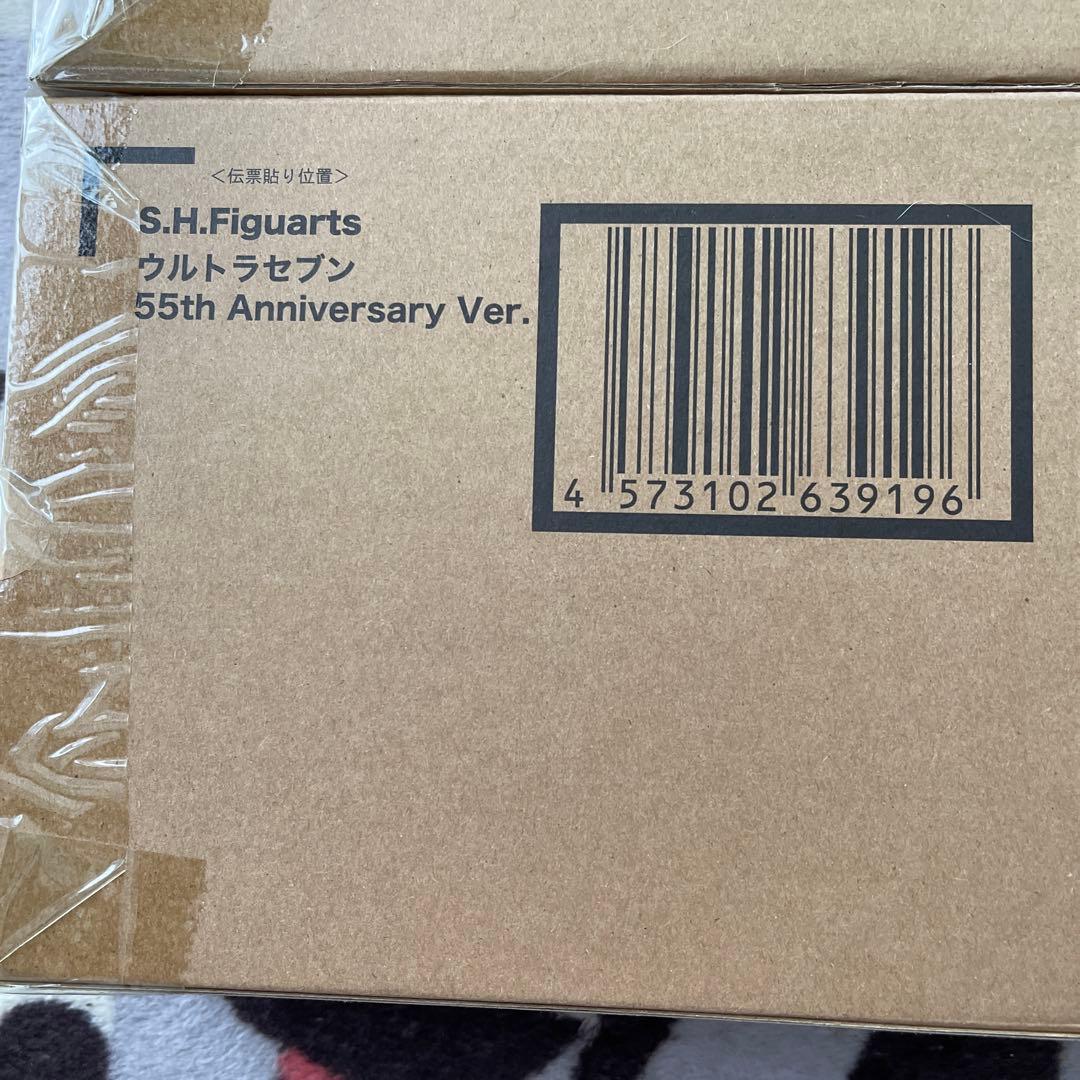 ＜伝票貼り位置＞
S.H.Figuarts
ウルトラセブン
55th Anniversary Ver.
4 573102 639196